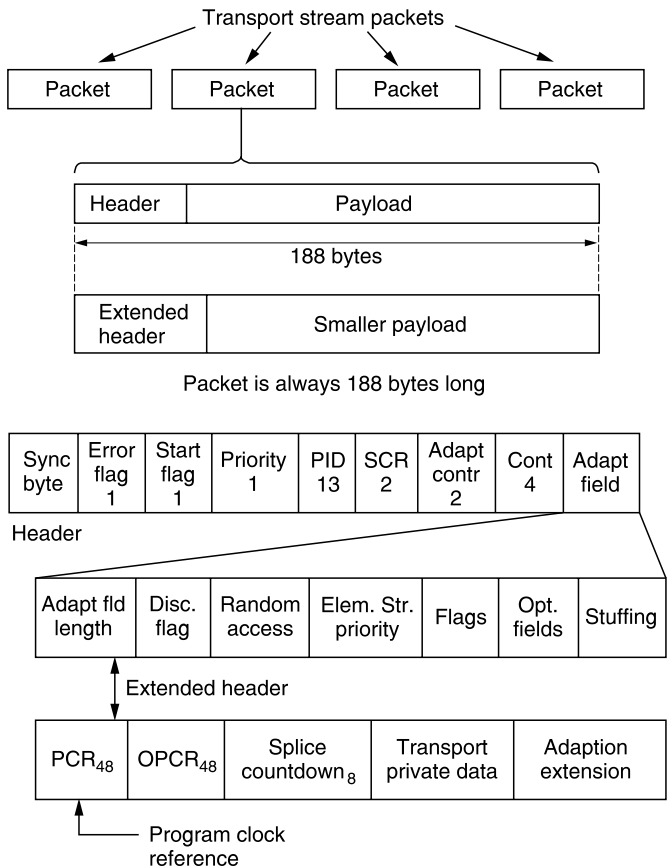 Transport stream packets
Packet
Packet
Packet
Packet
Header
Payload
188 bytes
Extended
header
Smaller payload
Packet is always 188 bytes long
Sync
byte
Error
flag
1
Start
flag
1
Priority
1
PID
13
SCR
2
Adapt
contr
2
Cont
4
Adapt
field
Header
Adapt fld
length
Disc.
flag
Random
access
Elem. Str.
priority
Flags
Opt.
fields
Stuffing
Extended header
PCR48
OPCR48
Splice
countdown8
Transport
private data
Adaption
extension
Program clock
reference